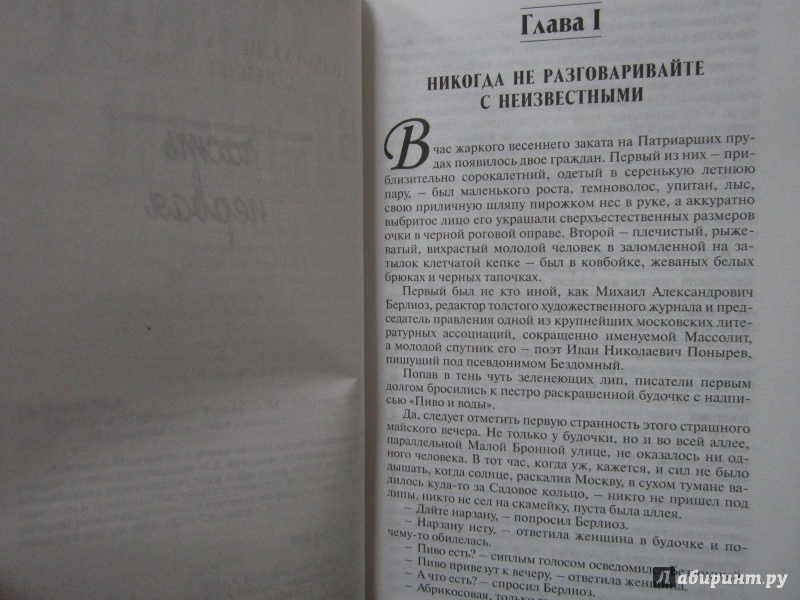 Глава I
НИКОГДА НЕ РАЗГОВАРИВАЙТЕ
С НЕИЗВЕСТНЫМИ
В час жаркого весеннего заката на Патриарших пру-
дах появилось двое граждан. Первый из них – при-
близительно сорокалетний, одетый в серенькую летнюю
пару, – был маленького роста, темноволос, упитан, лыс,
свою приличную шляпу пирожком нес в руке, а аккуратно
выбритое лицо его украшали сверхъестественных размеров
очки в черной роговой оправе. Второй – плечистый, рыже-
ватый, вихрастый молодой человек в заломленной на за-
тылок клетчатой кепке – был в ковбойке, жеваных белых
брюках и черных тапочках.
Первый был не кто иной, как Михаил Александрович
Берлиоз, редактор толстого художественного журнала и пред-
седатель правления одной из крупнейших московских лите-
ратурных ассоциаций, сокращенно именуемой Массолит,
а молодой спутник его – поэт Иван Николаевич Понырев,
пишущий под псевдонимом Бездомный.
Попав в тень чуть зеленеющих лип, писатели первым
долгом бросились к пестро раскрашенной будочке с надпи-
сью «Пиво и воды».
Да, следует отметить первую странность этого страшного
майского вечера. Не только у будочки, но и во всей аллее,
параллельной Малой Бронной улице, не оказалось ни од-
ного человека. В тот час, когда уж, кажется, и сил не было
дышать, когда солнце, раскалив Москву, в сухом тумане ва-
лилось куда-то за Садовое кольцо, – никто не пришел под
липы, никто не сел на скамейку, пуста была аллея.
– Дайте нарзану, – попросил Берлиоз.
– Нарзану нету, – ответила женщина в будочке и по-
чему-то обиделась.
– Пиво есть? – сиплым голосом осведомился
– Пиво привезут к вечеру, – ответила женщина.
– А что есть? – спросил Берлиоз.
– Абрикосовая, только
Лабиринт.ру